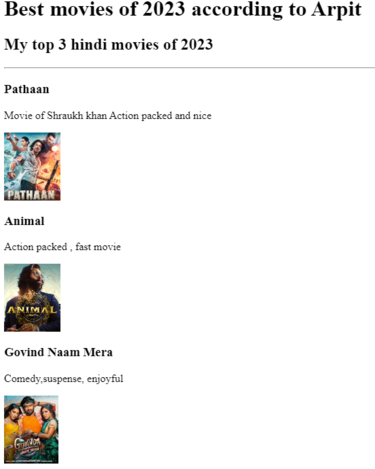 Best movies of 2023 according to Arpit
My top 3 hindi movies of 2023
Pathaan
Movie of Shraukh khan Action packed and nice
PATHAAN
Animal
Action packed , fast movie
ANIMAL
Govind Naam Mera
Comedy,suspense, enjoyful